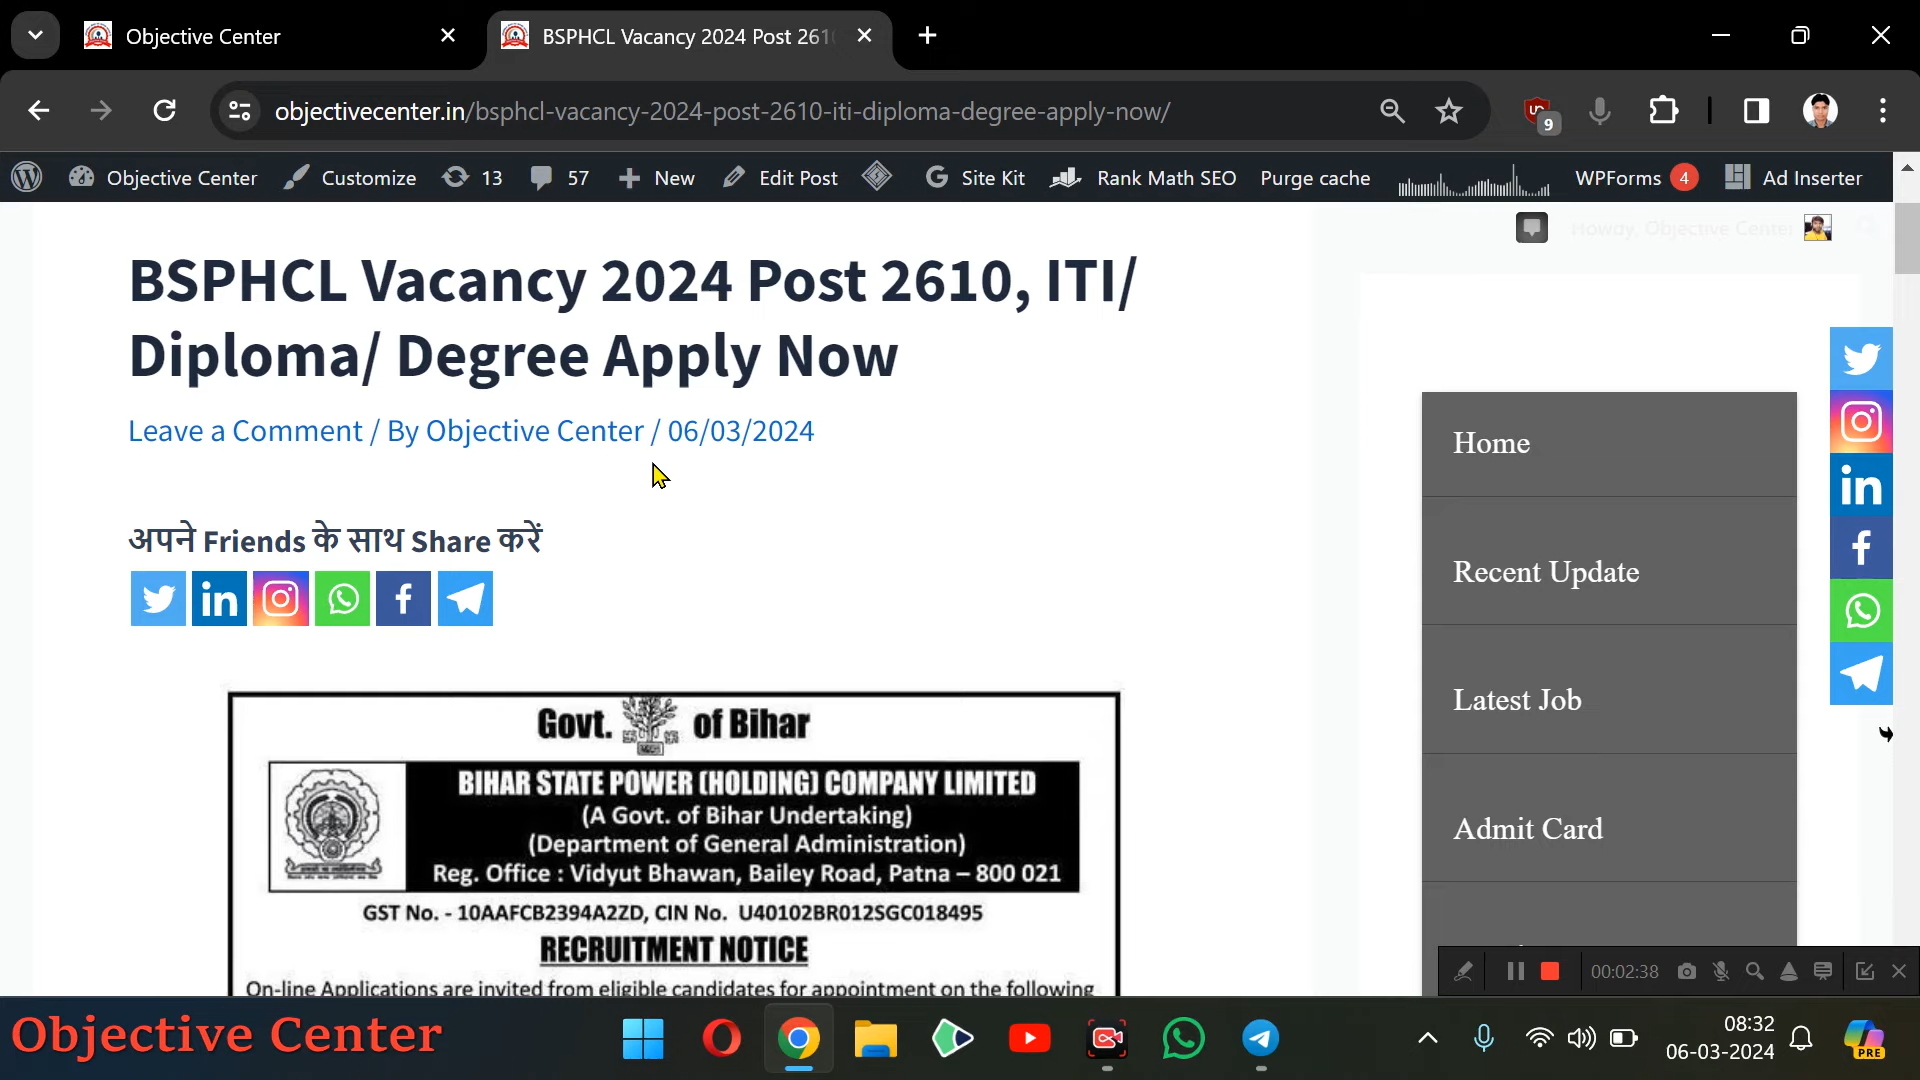 Objective Center
BSPHCL Vacancy 2024 Post 261
objectivecenter.in/bsphcl-vacancy-2024-post-2610-iti-diploma-degree-apply-now/
9
Objective Center Customize 13 57 New Edit Post Site Kit Rank Math SEO Purge cache WPForms 4 Ad Inserter
Howdy, Objective Center
BSPHCL Vacancy 2024 Post 2610, ITI/
Diploma/ Degree Apply Now
Leave a Comment / By Objective Center / 06/03/2024
अपने Friends के साथ Share करें
Govt. of Bihar
BIHAR STATE POWER (HOLDING) COMPANY LIMITED
(A Govt. of Bihar Undertaking)
(Department of General Administration)
Reg. Office : Vidyut Bhawan, Bailey Road, Patna – 800 021
GST No. - 10AAFCB2394A2ZD, CIN No. U40102BR012SGC018495
RECRUITMENT NOTICE
On-line Applications are invited from eligible candidates for appointment on the following
Home
Recent Update
Latest Job
Admit Card
00:02:38
Objective Center
08:32
06-03-2024
PRE